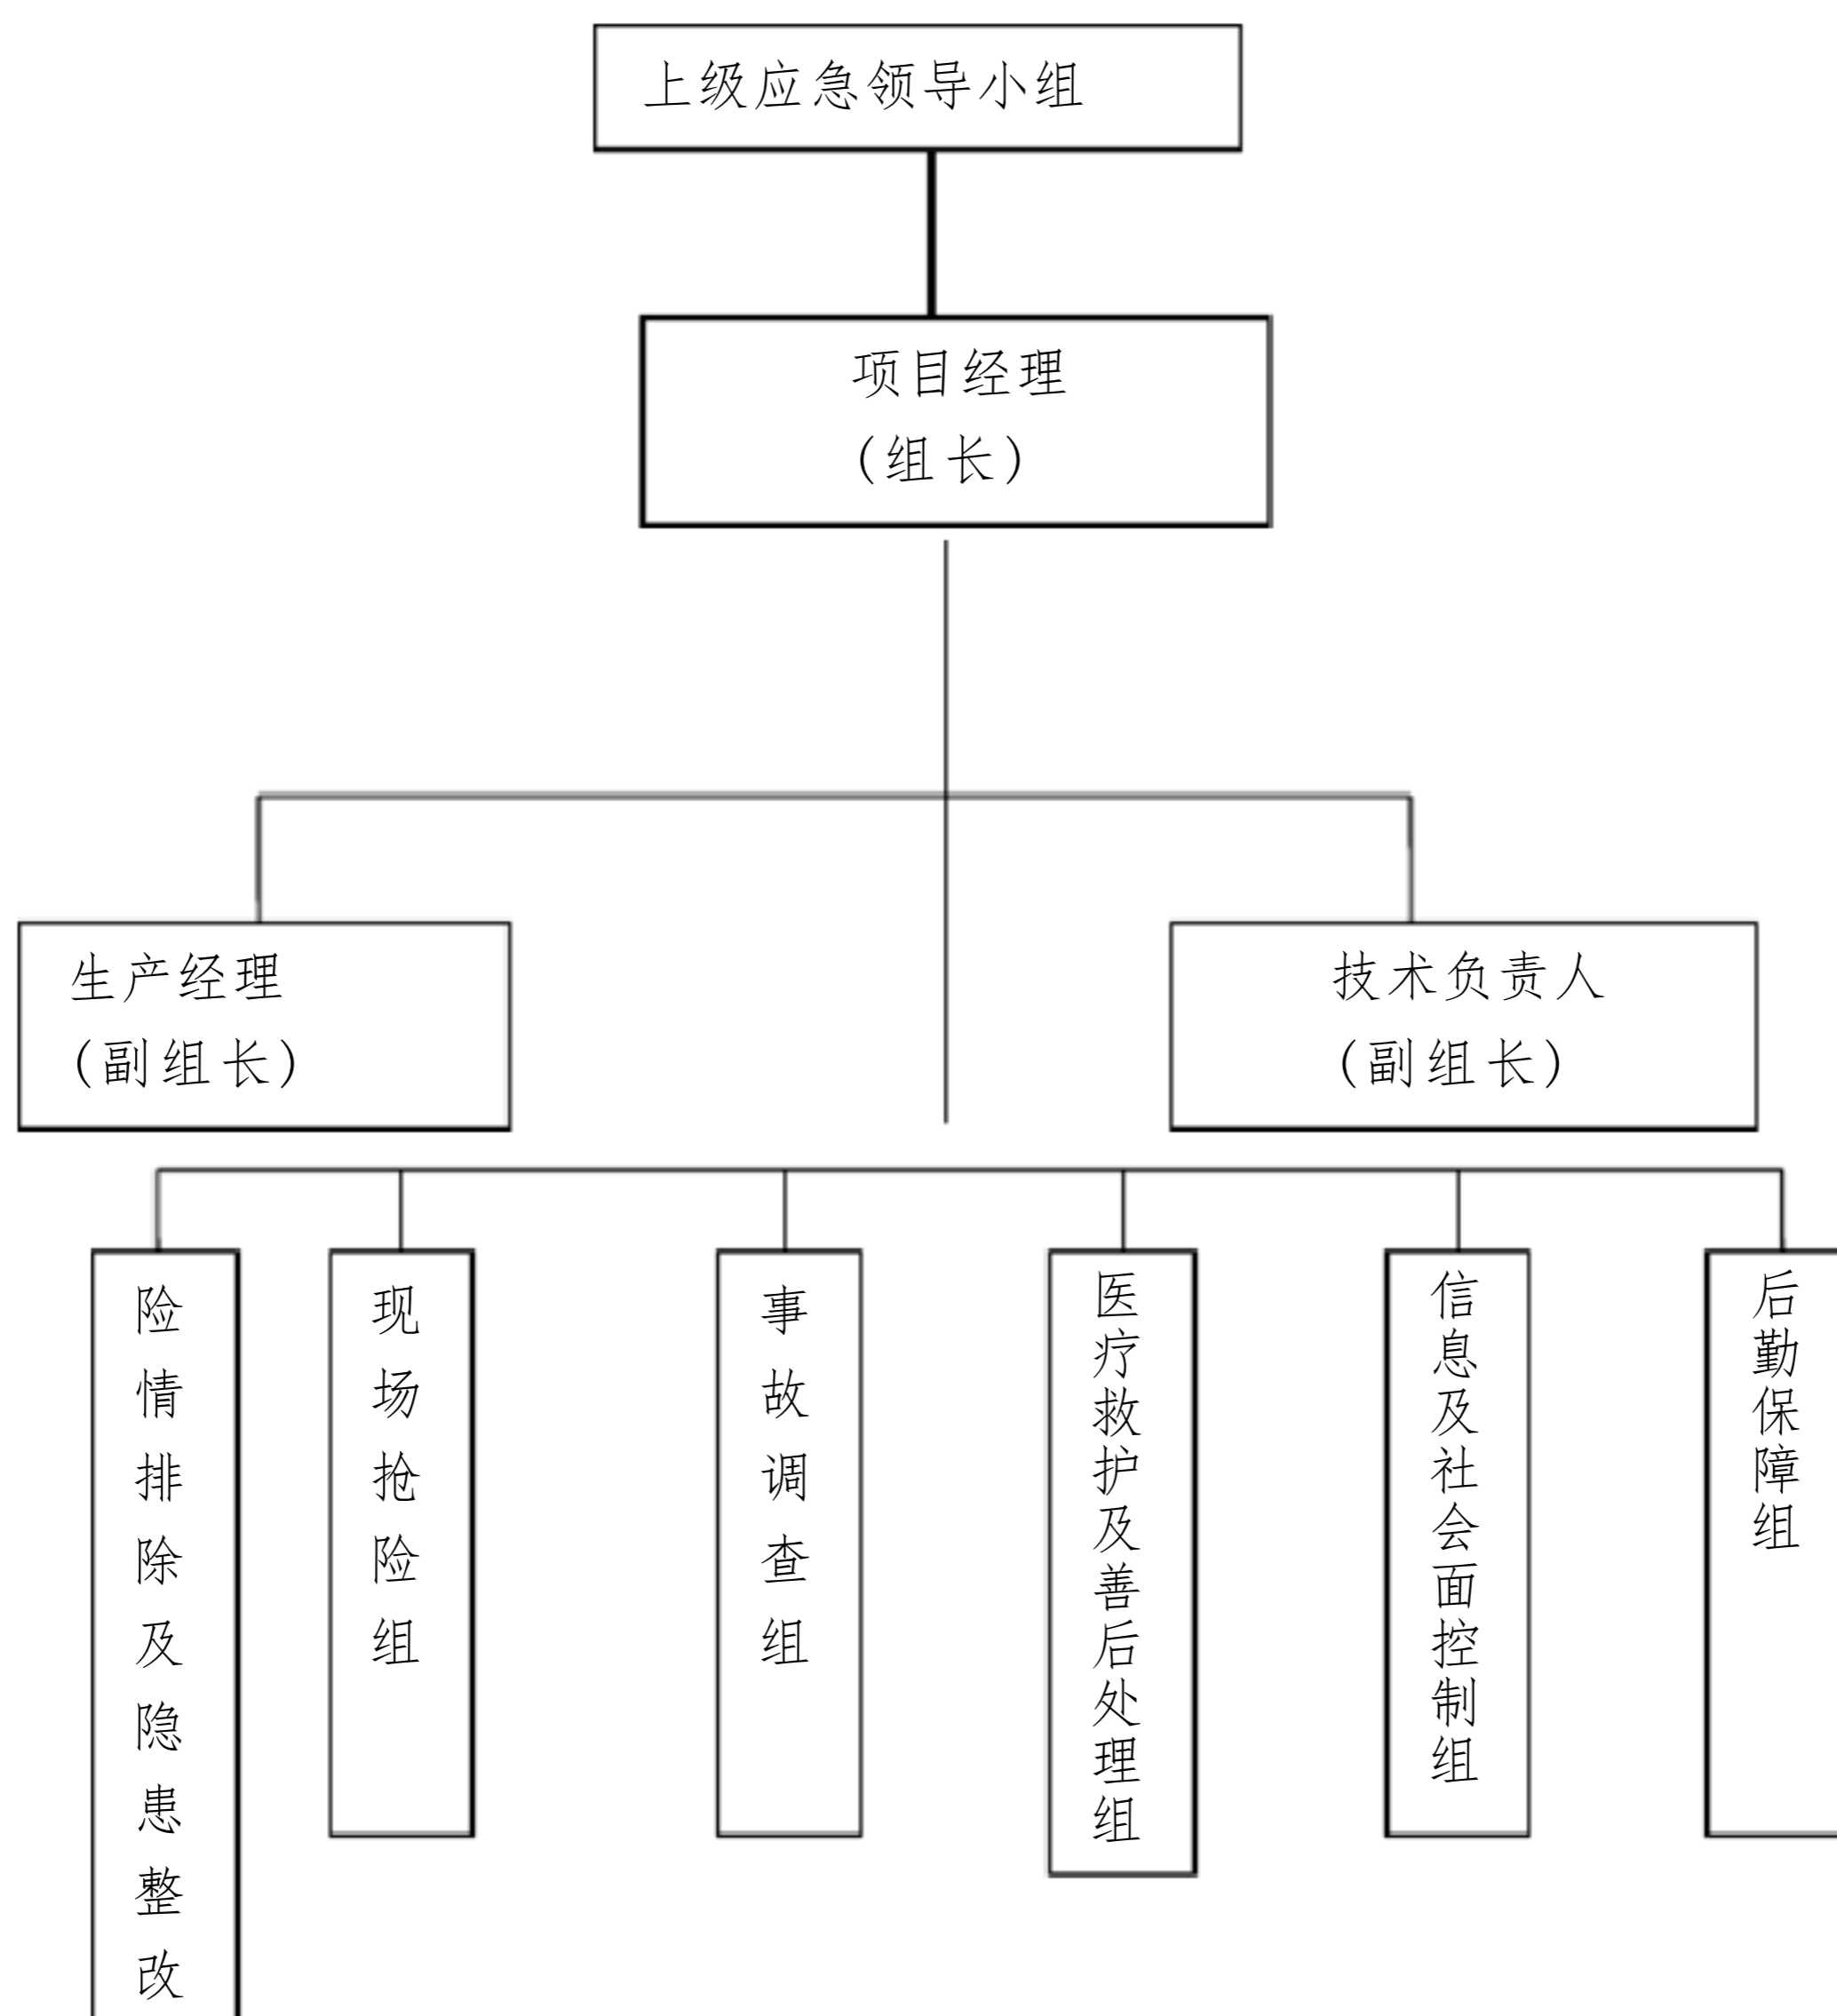 上级应急领导小组
项目经理
（组长）
生产经理
（副组长）
技术负责人
（副组长）
险情排除及隐患整改
现场抢险组
事故调查组
医疗救护及善后处理组
信息及社会面控制组
后勤保障组